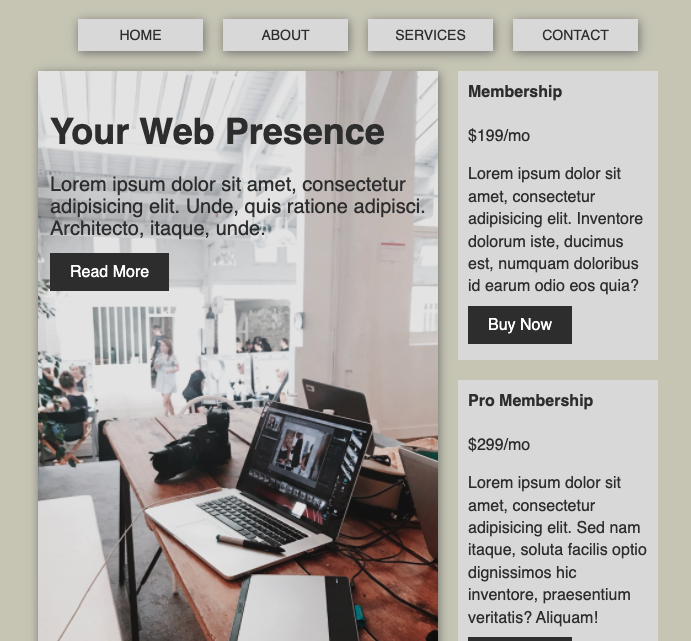 HOME
ABOUT
SERVICES
CONTACT
Your Web Presence
Lorem ipsum dolor sit amet, consectetur
adipisicing elit. Unde, quis ratione adipisci.
Architecto, itaque, unde.
Read More
Membership
$199/mo
Lorem ipsum dolor sit
amet, consectetur
adipisicing elit. Inventore
dolorum iste, ducimus
est, numquam doloribus
id earum odio eos quia?
Buy Now
Pro Membership
$299/mo
Lorem ipsum dolor sit
amet, consectetur
adipisicing elit. Sed nam
itaque, soluta facilis optio
dignissimos hic
inventore, praesentium
veritatis? Aliquam!